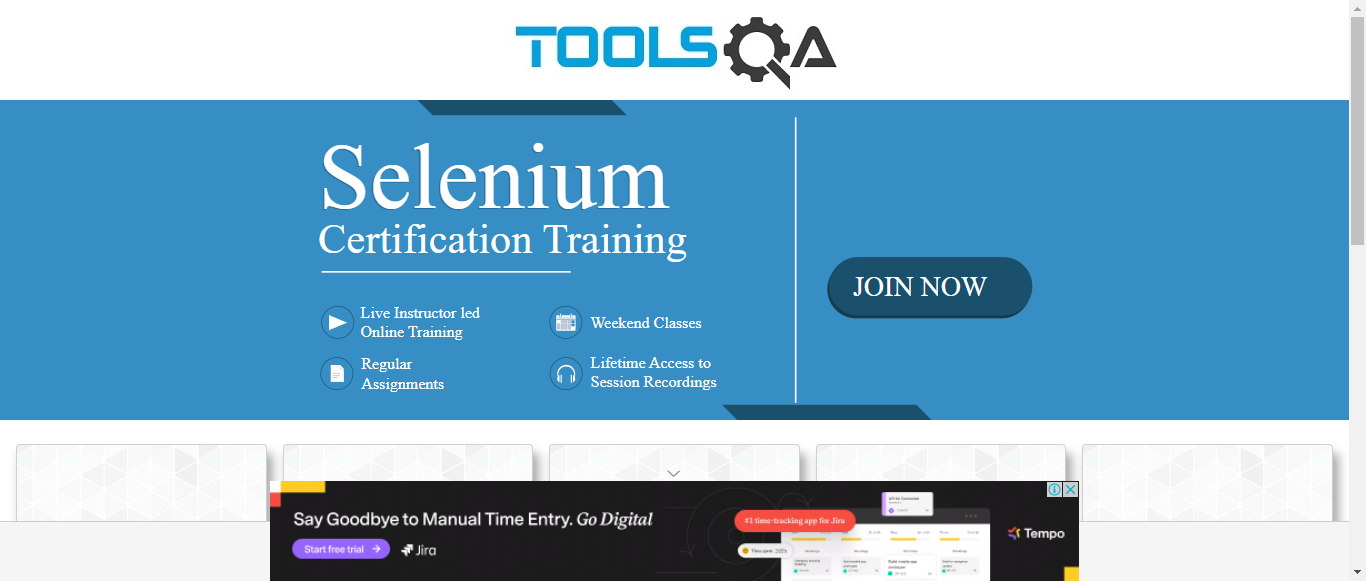 TOOLSQA
Selenium
Certification Training
JOIN NOW
Live Instructor led
Online Training
Weekend Classes
Regular
Assignments
Lifetime Access to
Session Recordings
Say Goodbye to Manual Time Entry. Go Digital
Start free trial
Jira
#1 time-tracking app for Jira
Tempo